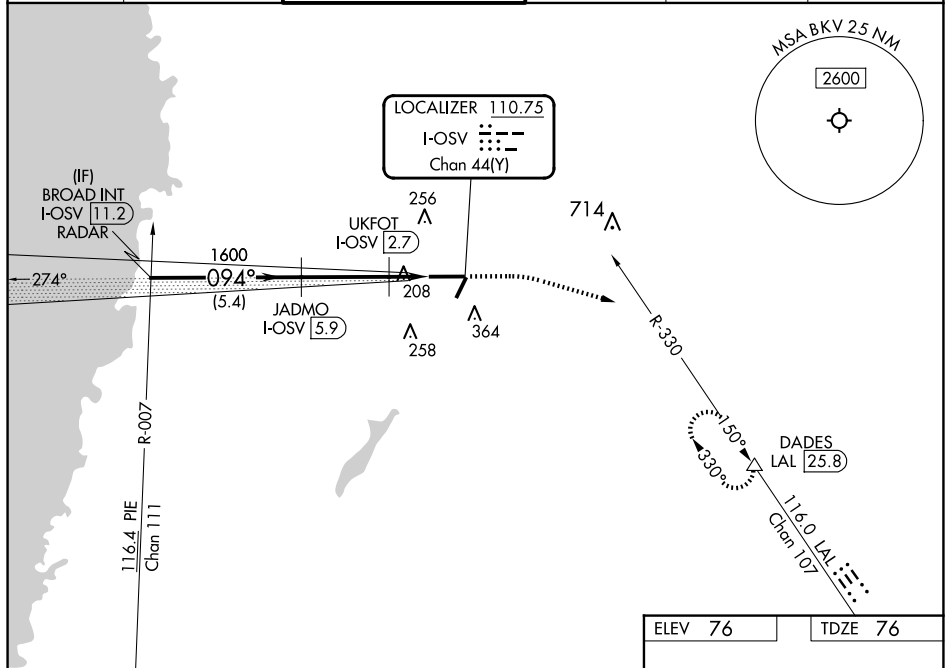 MSA BKV 25 NM
2600
LOCALIZER 110.75
I-OSV
Chan 44(Y)
(IF)
BROAD INT
I-OSV 11.2
RADAR
256
714
UKFOT
I-OSV 2.7
1600
274°
094°
(5.4)
208
JADMO
I-OSV 5.9
364
258
R-330
R-007
150°
330°
DADES
LAL 25.8
116.4 PIE
Chan 111
116.0 LAL
Chan 107
ELEV 76
TDZE 76